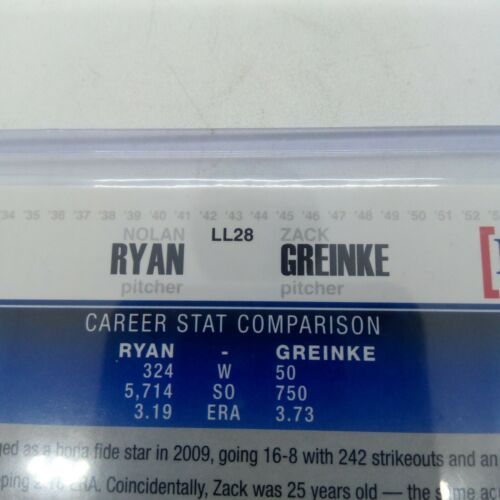 '34 '35 '36 '37 '38 '39 '40 '41 '42 '43 '44 '45 '46 '47 '48 '49 '50 '51 '52
NOLAN LL28 ZACK
RYAN GREINKE
pitcher pitcher
CAREER STAT COMPARISON
RYAN - GREINKE
324 W 50
5,714 SO 750
3.19 ERA 3.73
as a bona fide star in 2009, going 16-8 with 242 strikeouts and an
ERA. Coincidentally, Zack was 25 years old — the same